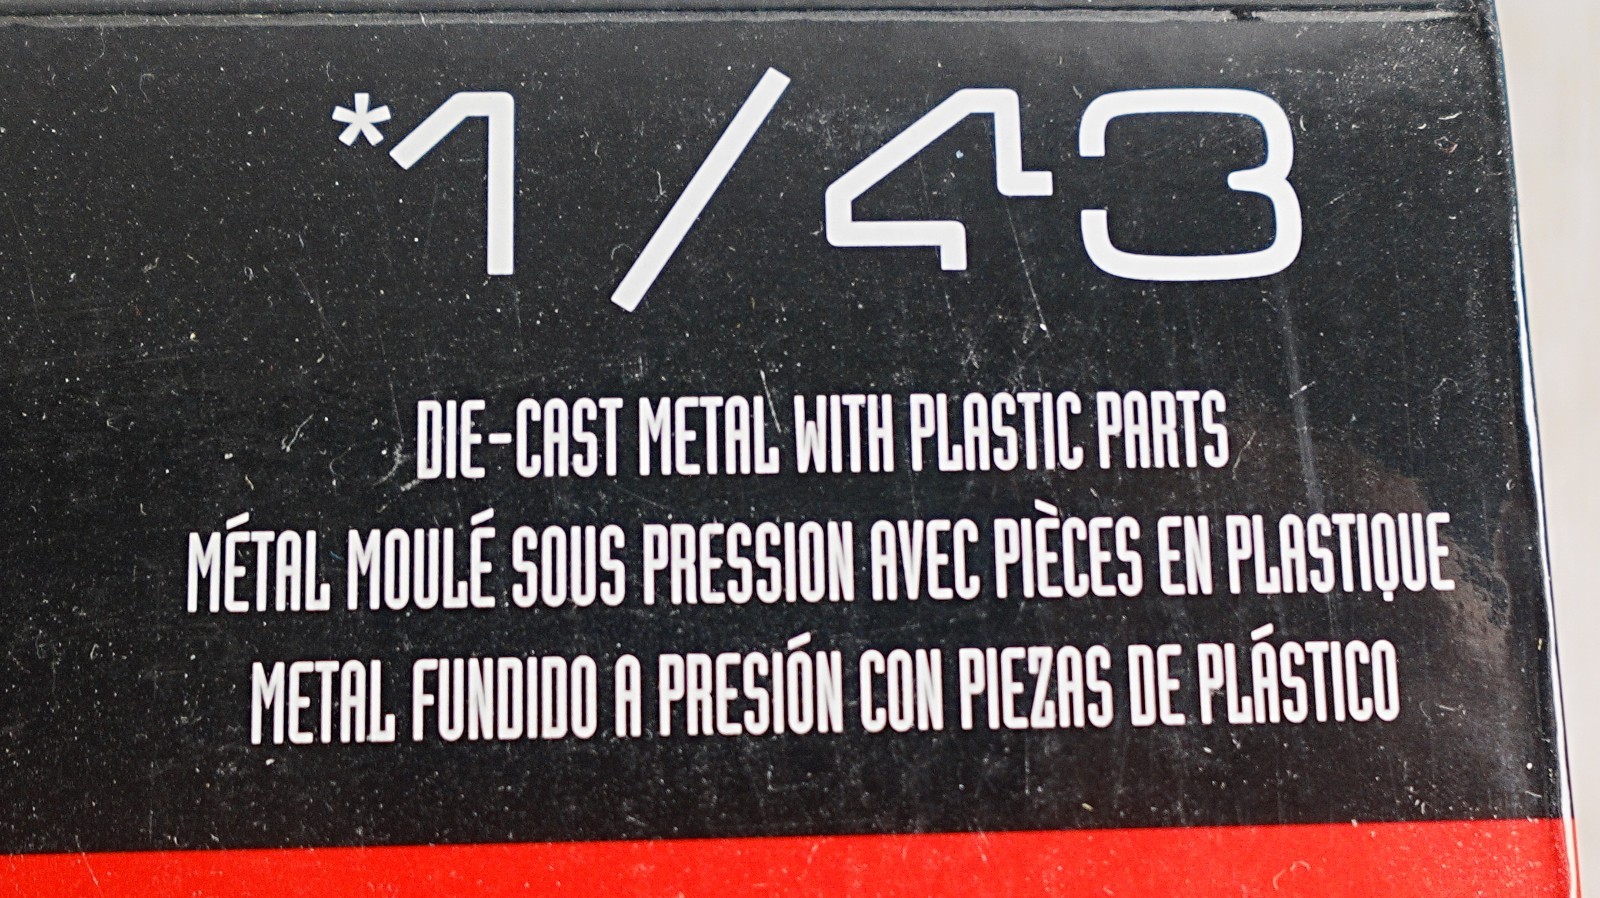 *1/43
DIE-CAST METAL WITH PLASTIC PARTS
MÉTAL MOULÉ SOUS PRESSION AVEC PIÈCES EN PLASTIQUE
METAL FUNDIDO A PRESIÓN CON PIEZAS DE PLÁSTICO